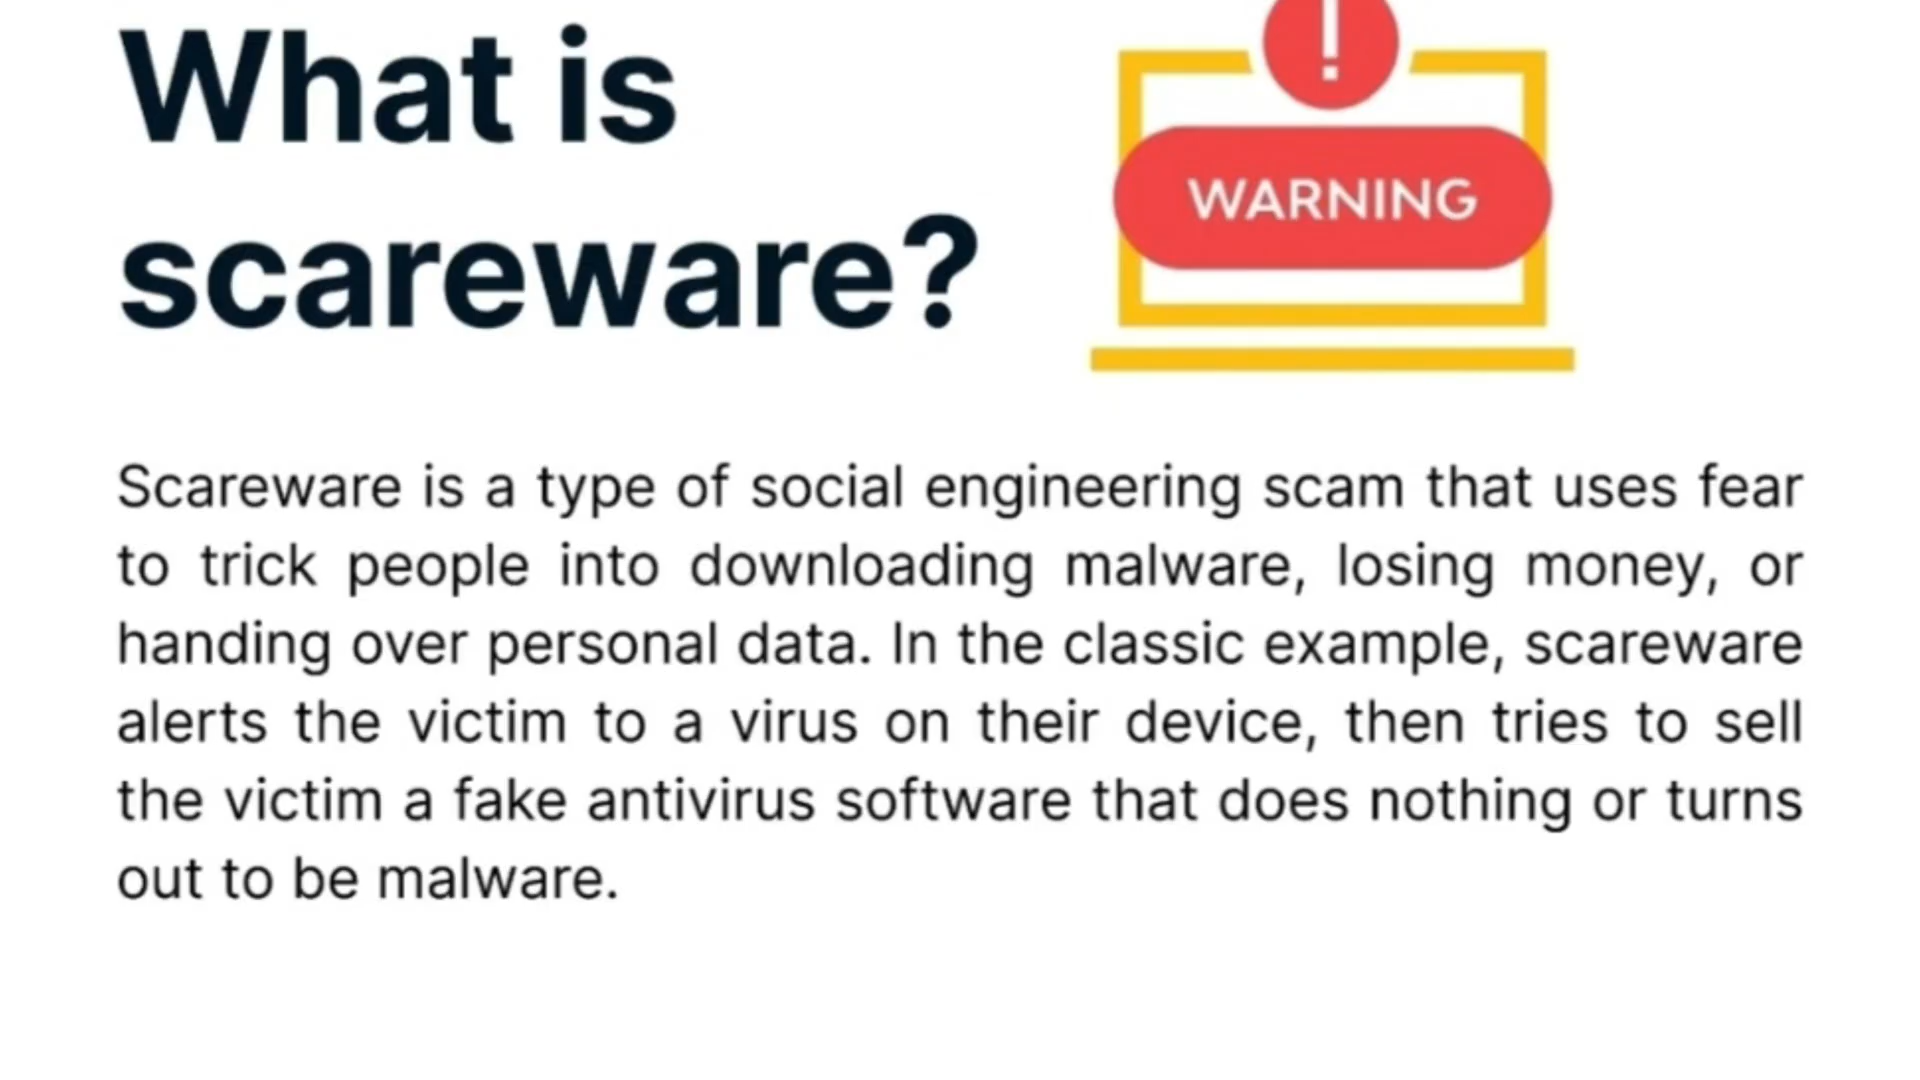 What is
scareware?
!
WARNING
Scareware is a type of social engineering scam that uses fear
to trick people into downloading malware, losing money, or
handing over personal data. In the classic example, scareware
alerts the victim to a virus on their device, then tries to sell
the victim a fake antivirus software that does nothing or turns
out to be malware.